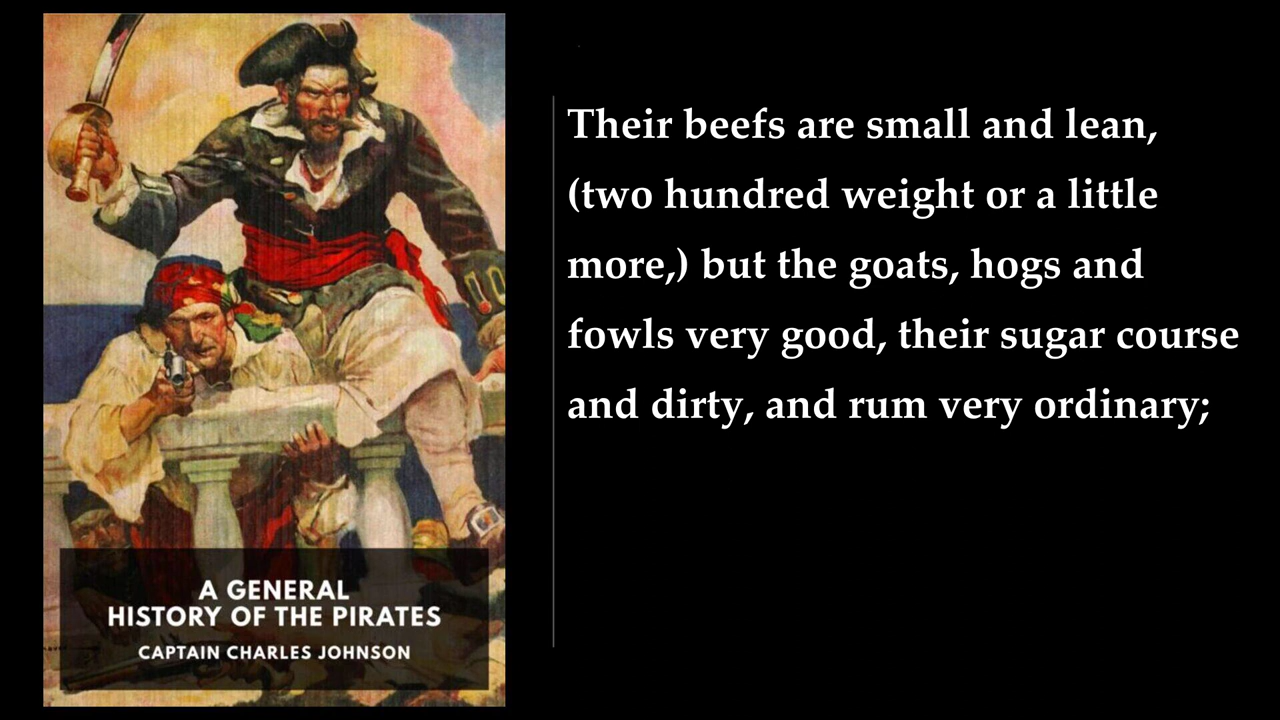 Their beefs are small and lean,
(two hundred weight or a little
more,) but the goats, hogs and
fowls very good, their sugar course
and dirty, and rum very ordinary;
A GENERAL
HISTORY OF THE PIRATES
CAPTAIN CHARLES JOHNSON